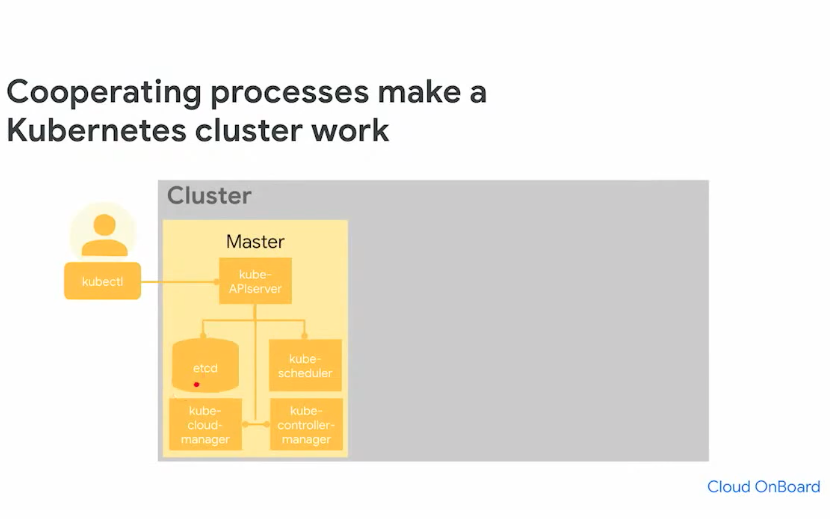 Cooperating processes make a
Kubernetes cluster work
Cluster
Master
kubectl
kube-
APIserver
etcd
kube-
scheduler
kube-
cloud-
manager
kube-
controller-
manager
Cloud OnBoard